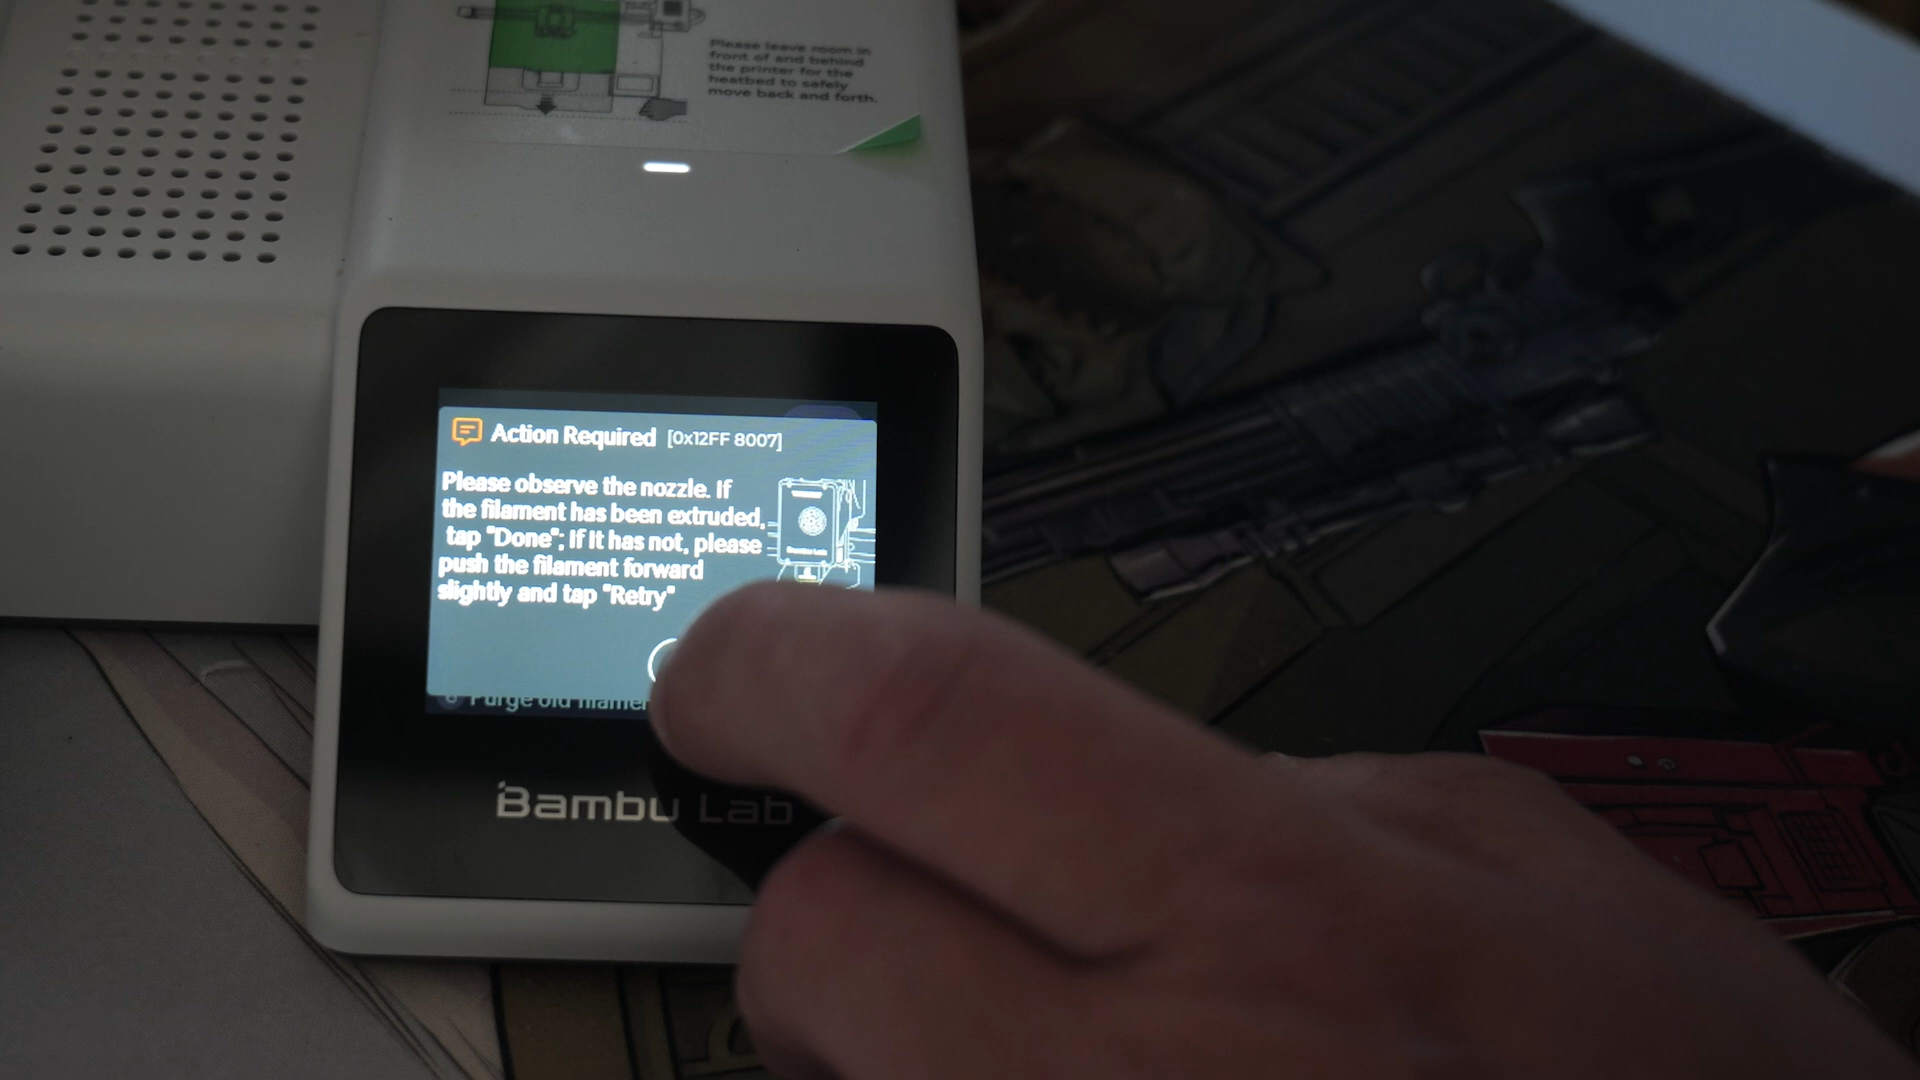 Please leave room in
front of and behind
the printer for the
heatbed to safely
move back and forth.
Action Required [0x12FF 8007]
Please observe the nozzle. If
the filament has been extruded,
tap "Done"; If it has not, please
push the filament forward
slightly and tap "Retry"
Purge old
Bambu Lab